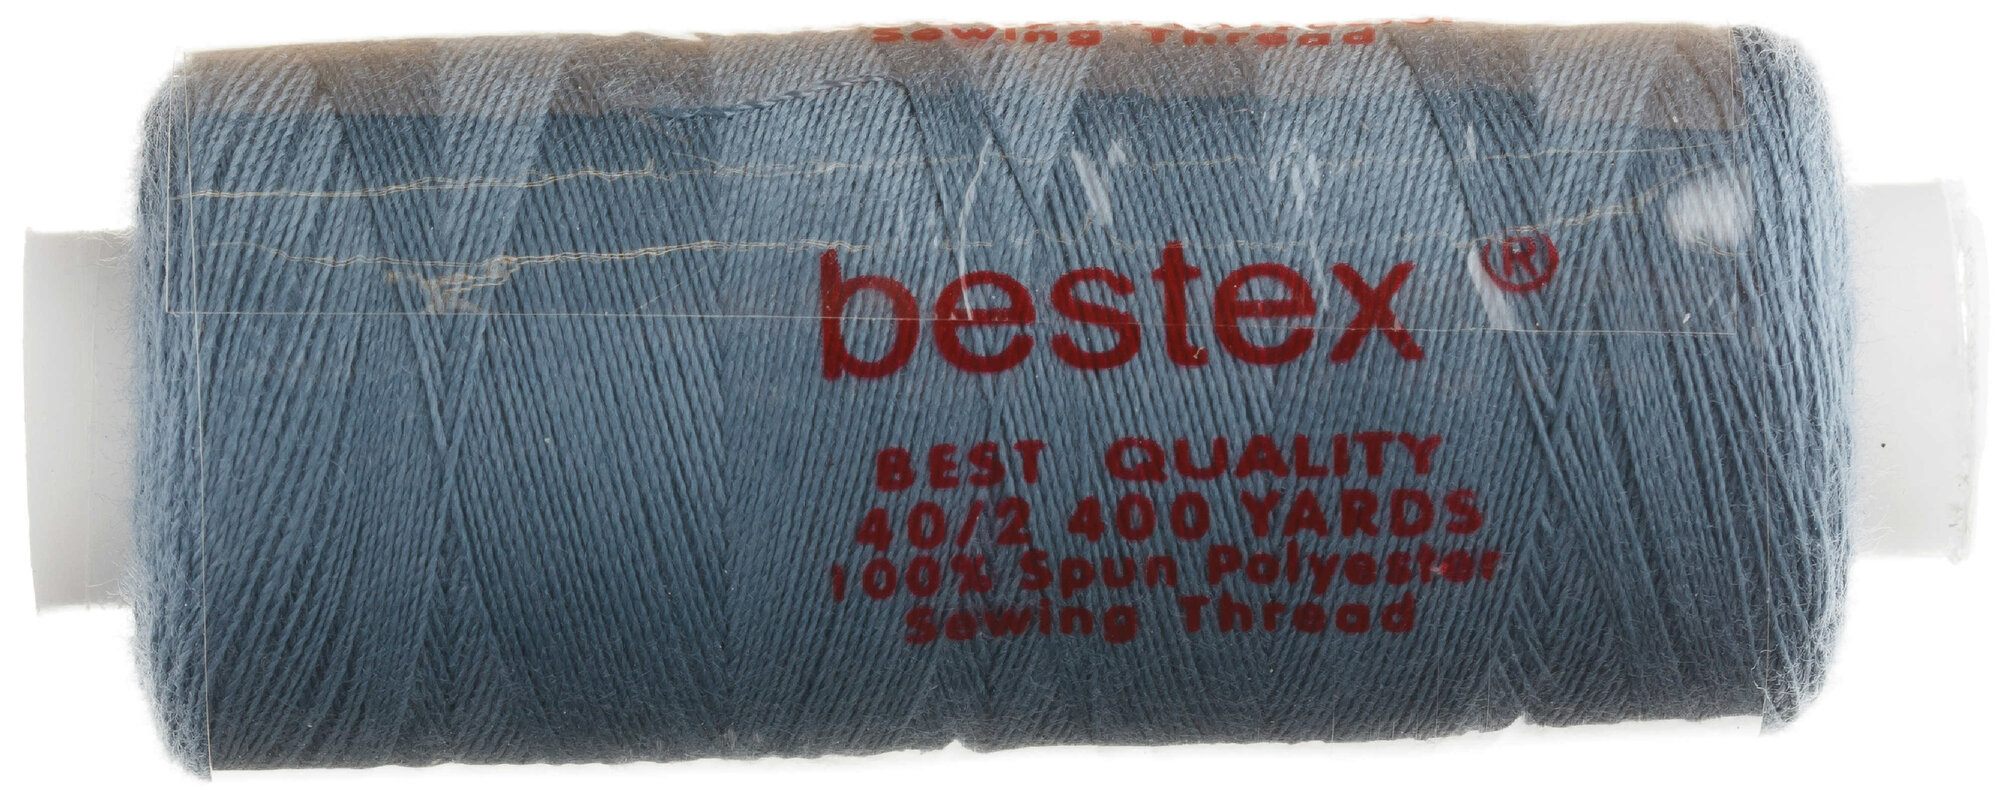 Sewing Thread
bestex ®
BEST QUALITY
40/2 400 YARDS
100% Spun Polyester
Sewing Thread